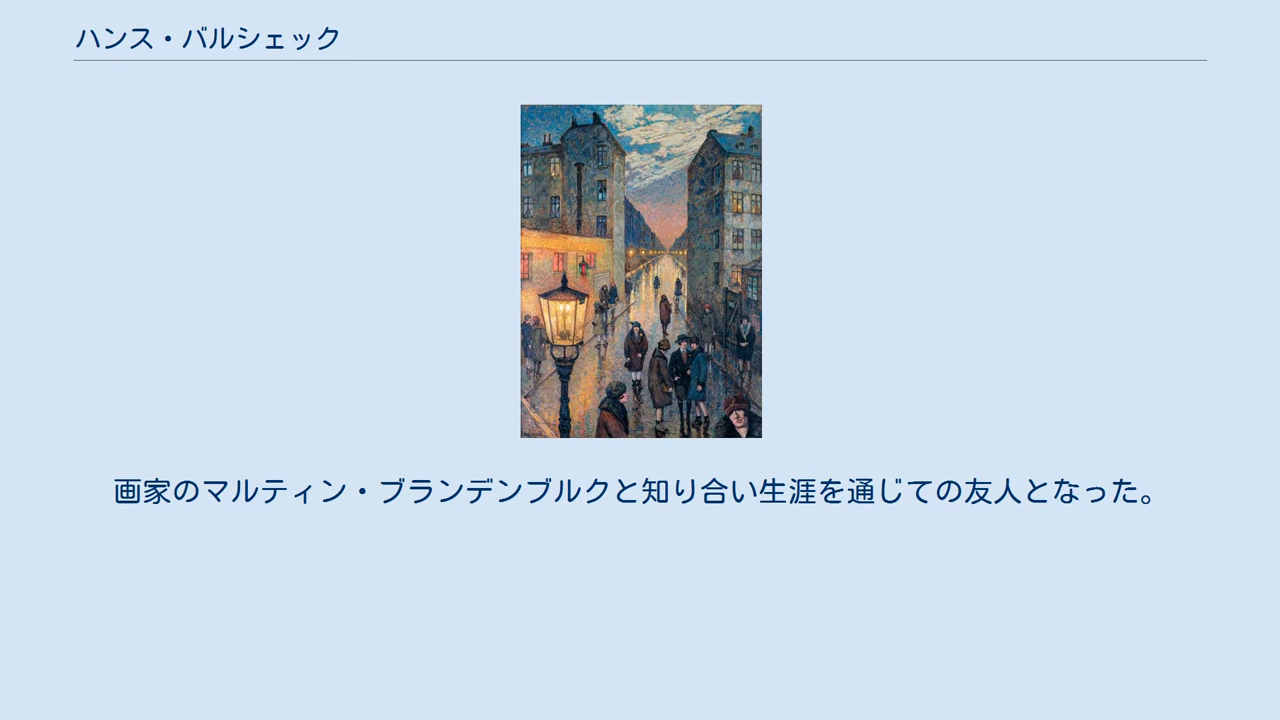 ハンス・バルシェック
画家のマルティン・ブランデンブルクと知り合い生涯を通じての友人となった。